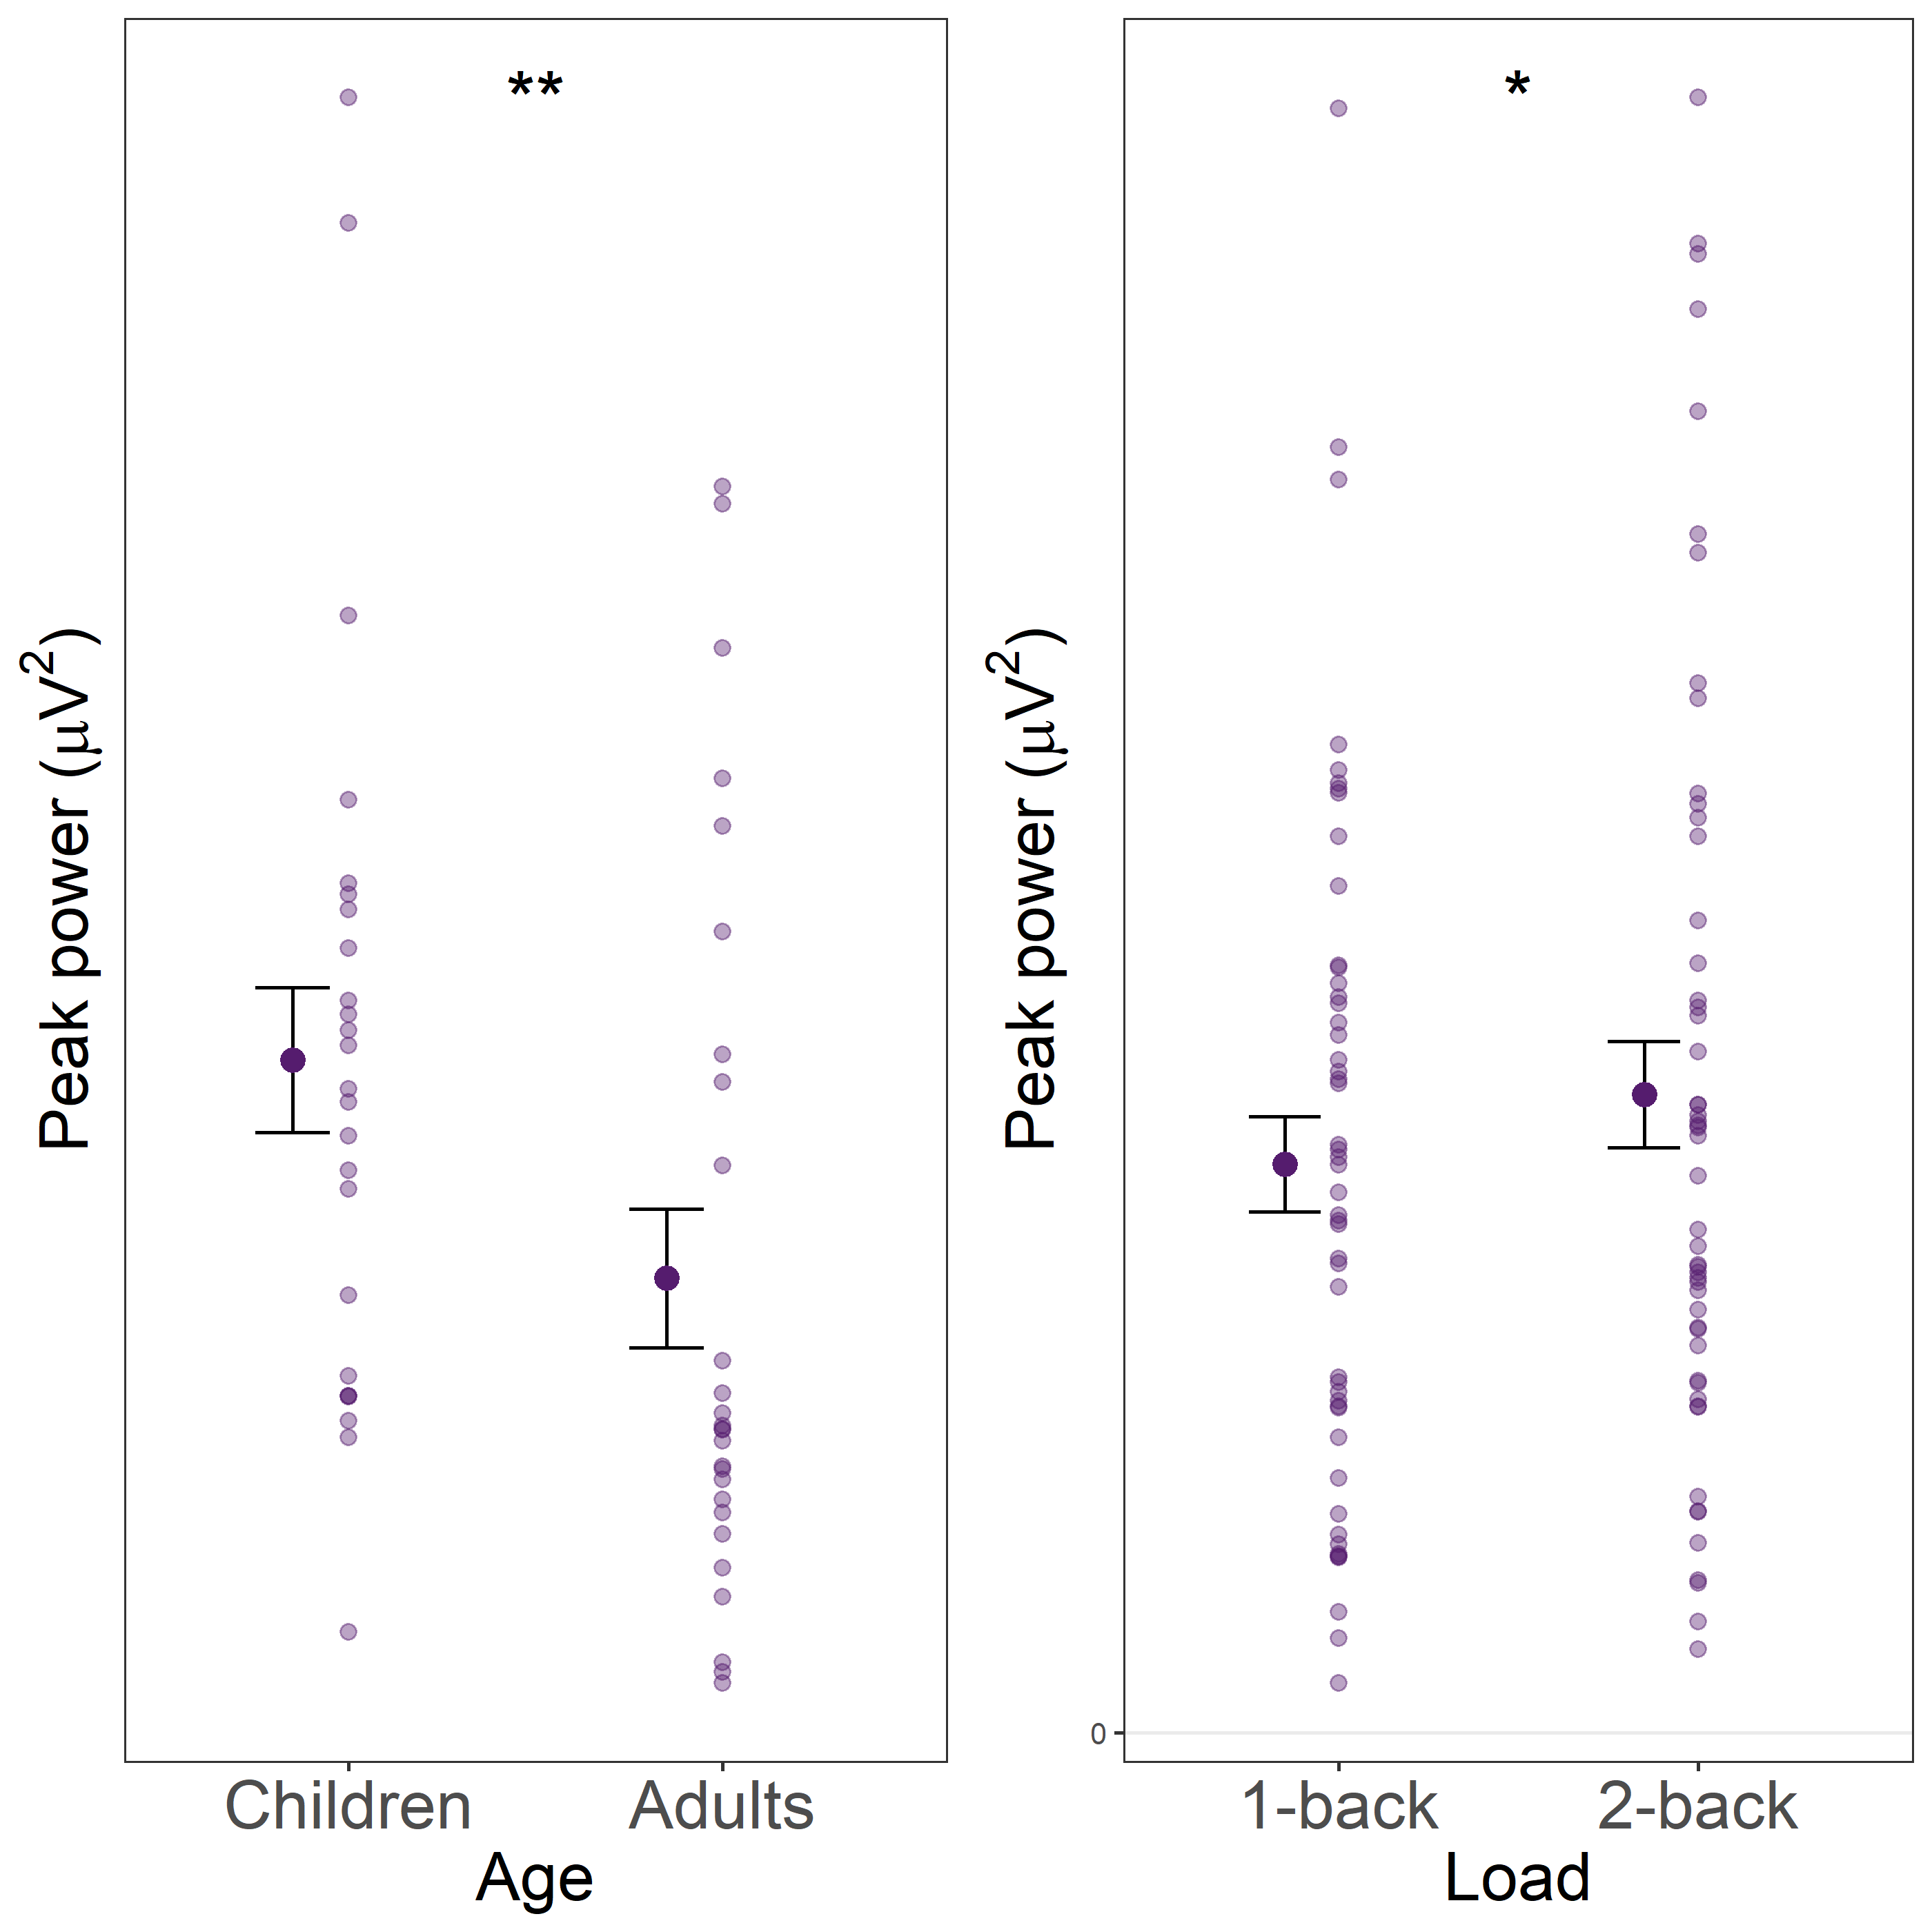 **
Peak power (μV²)
Children
Adults
Age
*
Peak power (μV²)
0
1-back
2-back
Load